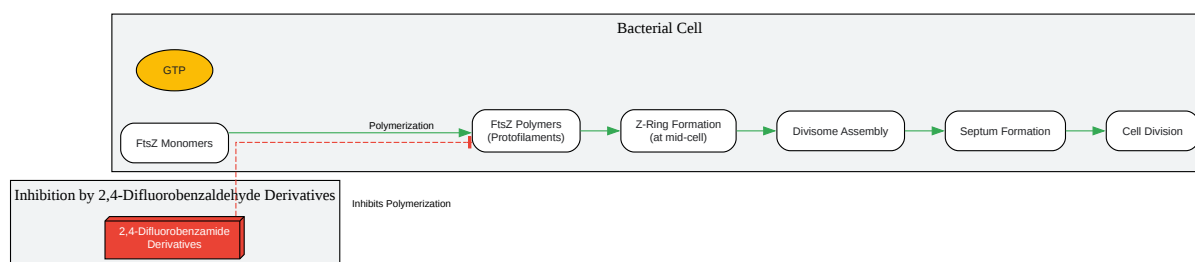 Bacterial Cell
GTP
Polymerization
FtsZ Monomers
FtsZ Polymers
(Protofilaments)
Z-Ring Formation
(at mid-cell)
Divisome Assembly
Septum Formation
Cell Division
Inhibition by 2,4-Difluorobenzaldehyde Derivatives
Inhibits Polymerization
2,4-Difluorobenzamide
Derivatives